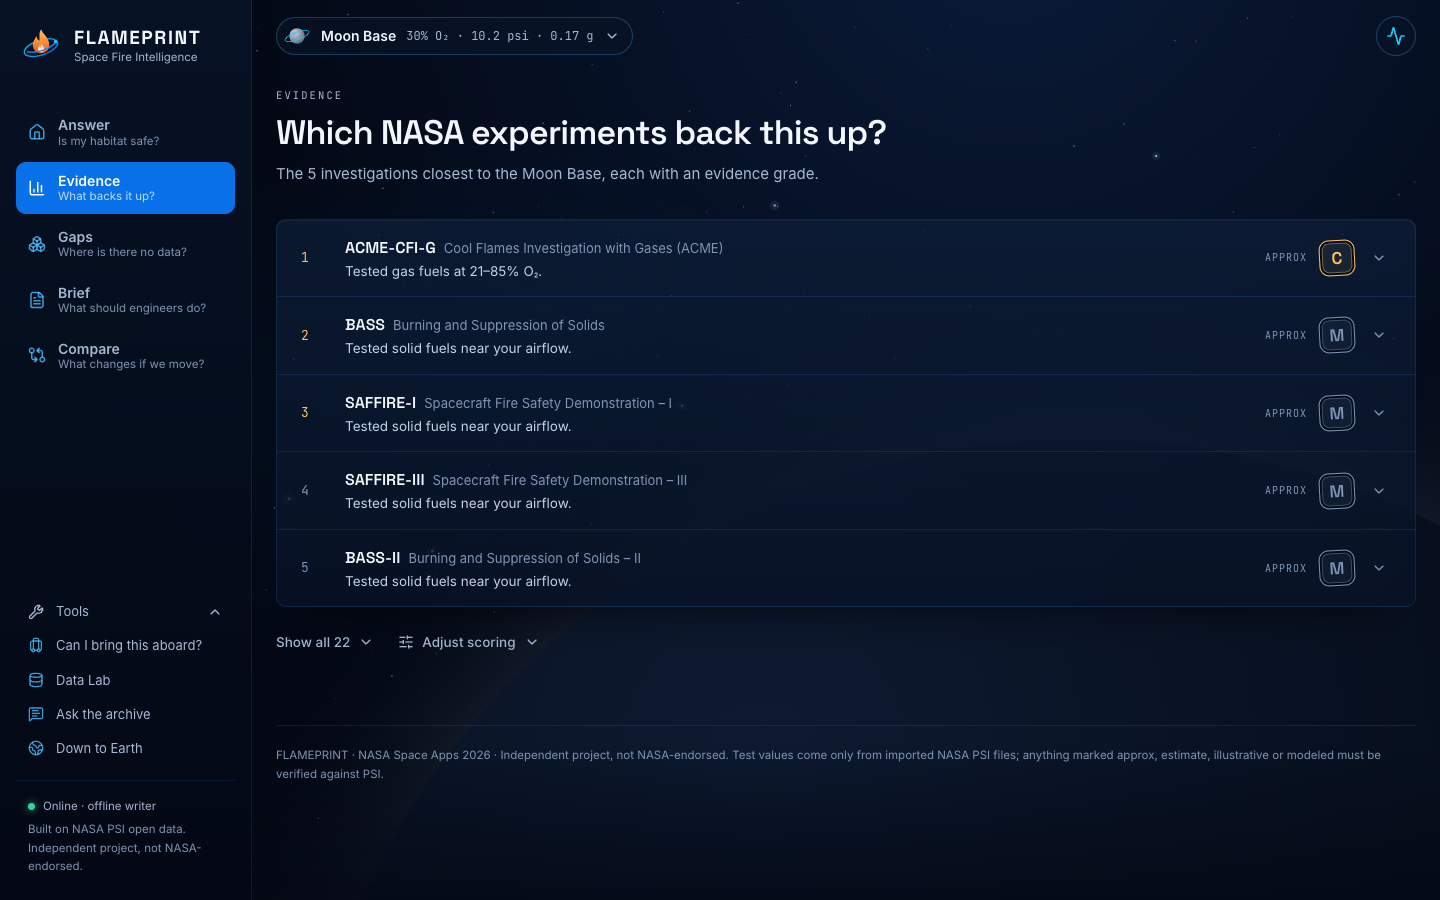 FLAMEPRINT
Space Fire Intelligence
Answer
Is my habitat safe?
Evidence
What backs it up?
Gaps
Where is there no data?
Brief
What should engineers do?
Compare
What changes if we move?
Tools
Can I bring this aboard?
Data Lab
Ask the archive
Down to Earth
Online · offline writer
Built on NASA PSI open data.
Independent project, not NASA-
endorsed.
Moon Base 30% O₂ · 10.2 psi · 0.17 g
EVIDENCE
Which NASA experiments back this up?
The 5 investigations closest to the Moon Base, each with an evidence grade.
1 ACME-CFI-G Cool Flames Investigation with Gases (ACME) APPROX C
Tested gas fuels at 21–85% O₂.
2 BASS Burning and Suppression of Solids APPROX M
Tested solid fuels near your airflow.
3 SAFFIRE-I Spacecraft Fire Safety Demonstration – I APPROX M
Tested solid fuels near your airflow.
4 SAFFIRE-III Spacecraft Fire Safety Demonstration – III APPROX M
Tested solid fuels near your airflow.
5 BASS-II Burning and Suppression of Solids – II APPROX M
Tested solid fuels near your airflow.
Show all 22 Adjust scoring
FLAMEPRINT · NASA Space Apps 2026 · Independent project, not NASA-endorsed. Test values come only from imported NASA PSI files; anything marked approx, estimate, illustrative or modeled must be
verified against PSI.